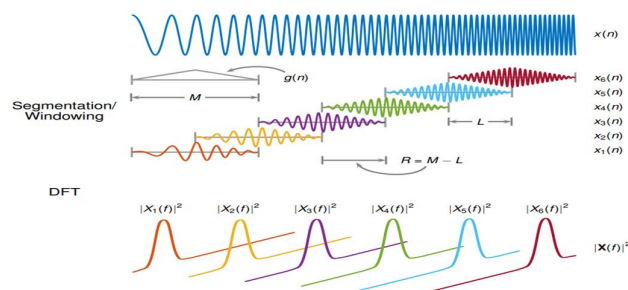 x(n)
g(n)
M
Segmentation/
Windowing
x₆(n)
x₅(n)
x₄(n)
L
x₃(n)
x₂(n)
R = M – L
x₁(n)
DFT
|X₁(f)|² |X₂(f)|² |X₃(f)|² |X₄(f)|² |X₅(f)|² |X₆(f)|²
|X(f)|²